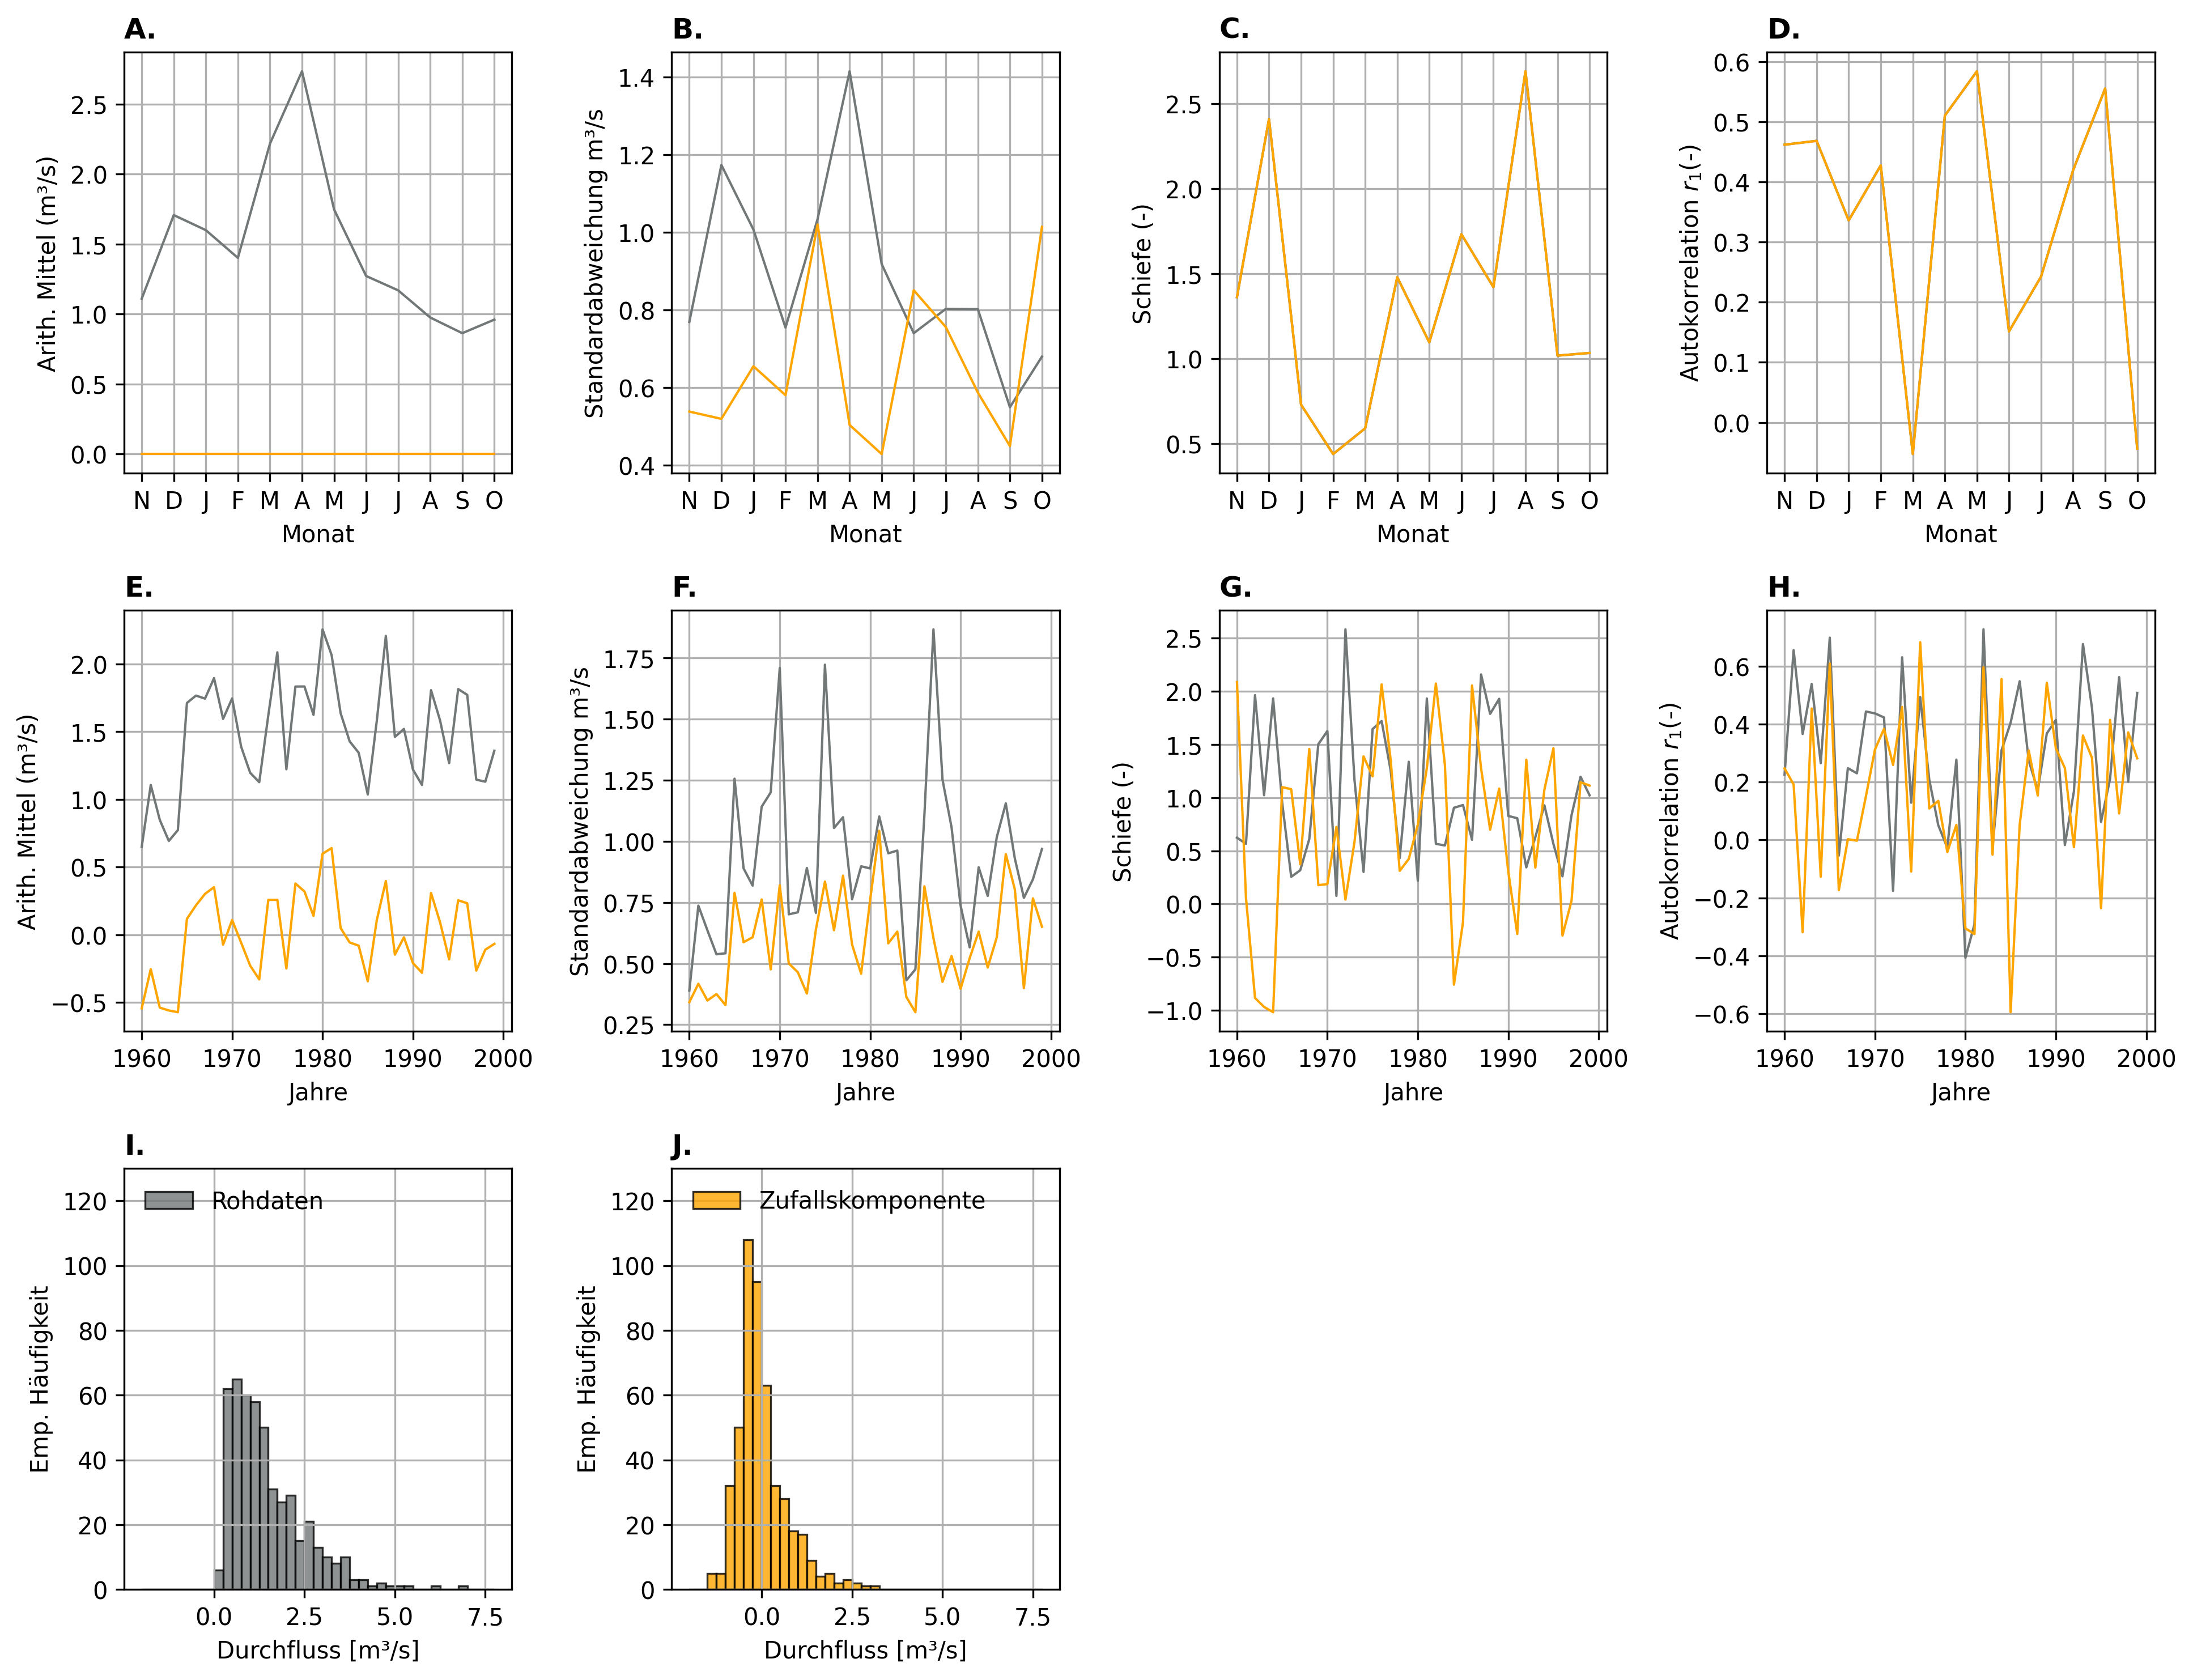 A.
Arith. Mittel (m³/s)
2.5
2.0
1.5
1.0
0.5
0.0
N D J F M A M J J A S O
Monat
B.
Standardabweichung m³/s
1.4
1.2
1.0
0.8
0.6
0.4
N D J F M A M J J A S O
Monat
C.
Schiefe (-)
2.5
2.0
1.5
1.0
0.5
N D J F M A M J J A S O
Monat
D.
Autokorrelation r₁(-)
0.6
0.5
0.4
0.3
0.2
0.1
0.0
N D J F M A M J J A S O
Monat
E.
Arith. Mittel (m³/s)
2.0
1.5
1.0
0.5
0.0
−0.5
1960 1970 1980 1990 2000
Jahre
F.
Standardabweichung m³/s
1.75
1.50
1.25
1.00
0.75
0.50
0.25
1960 1970 1980 1990 2000
Jahre
G.
Schiefe (-)
2.5
2.0
1.5
1.0
0.5
0.0
−0.5
−1.0
1960 1970 1980 1990 2000
Jahre
H.
Autokorrelation r₁(-)
0.6
0.4
0.2
0.0
−0.2
−0.4
−0.6
1960 1970 1980 1990 2000
Jahre
I.
Rohdaten
Emp. Häufigkeit
120
100
80
60
40
20
0
0.0 2.5 5.0 7.5
Durchfluss [m³/s]
J.
Zufallskomponente
Emp. Häufigkeit
120
100
80
60
40
20
0
0.0 2.5 5.0 7.5
Durchfluss [m³/s]